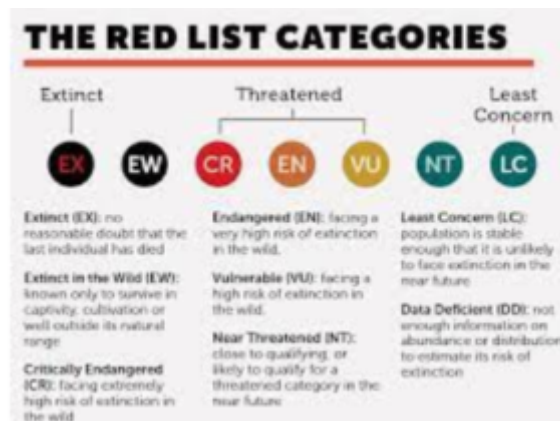 THE RED LIST CATEGORIES
Extinct
Threatened
Least
Concern
EX
EW
CR
EN
VU
NT
LC
Extinct (EX): no
reasonable doubt that the
last individual has died
Extinct in the Wild (EW):
known only to survive in
captivity, cultivation or
well outside its natural
range
Critically Endangered
(CR): facing extremely
high risk of extinction in
the wild
Endangered (EN): facing a
very high risk of extinction
in the wild.
Vulnerable (VU): facing a
high risk of extinction in
the wild.
Near Threatened (NT):
close to qualifying, or
likely to qualify for a
threatened category in the
near future
Least Concern (LC):
population is stable
enough that it is unlikely
to face extinction in the
near future
Data Deficient (DD): not
enough information on
abundance or distribution
to estimate its risk of
extinction